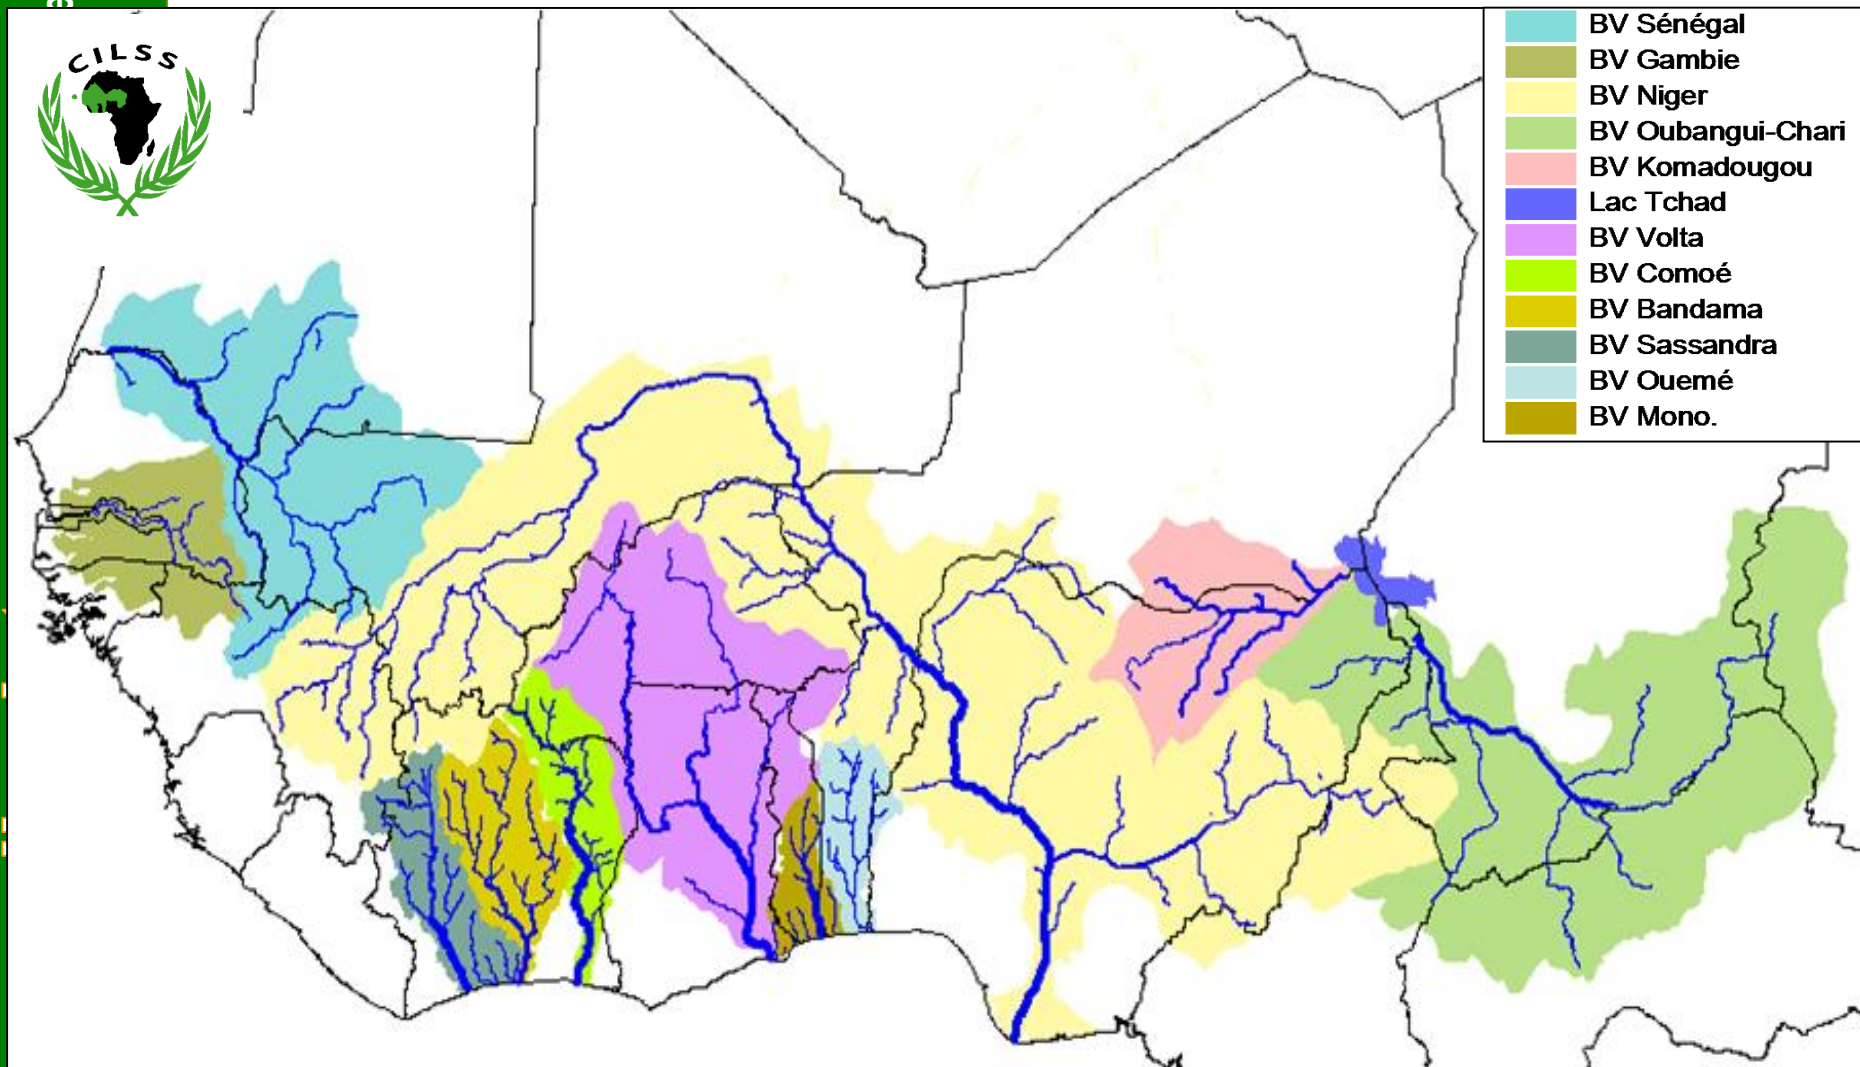 CILSS
BV Sénégal
BV Gambie
BV Niger
BV Oubangui-Chari
BV Komadougou
Lac Tchad
BV Volta
BV Comoé
BV Bandama
BV Sassandra
BV Ouemé
BV Mono.